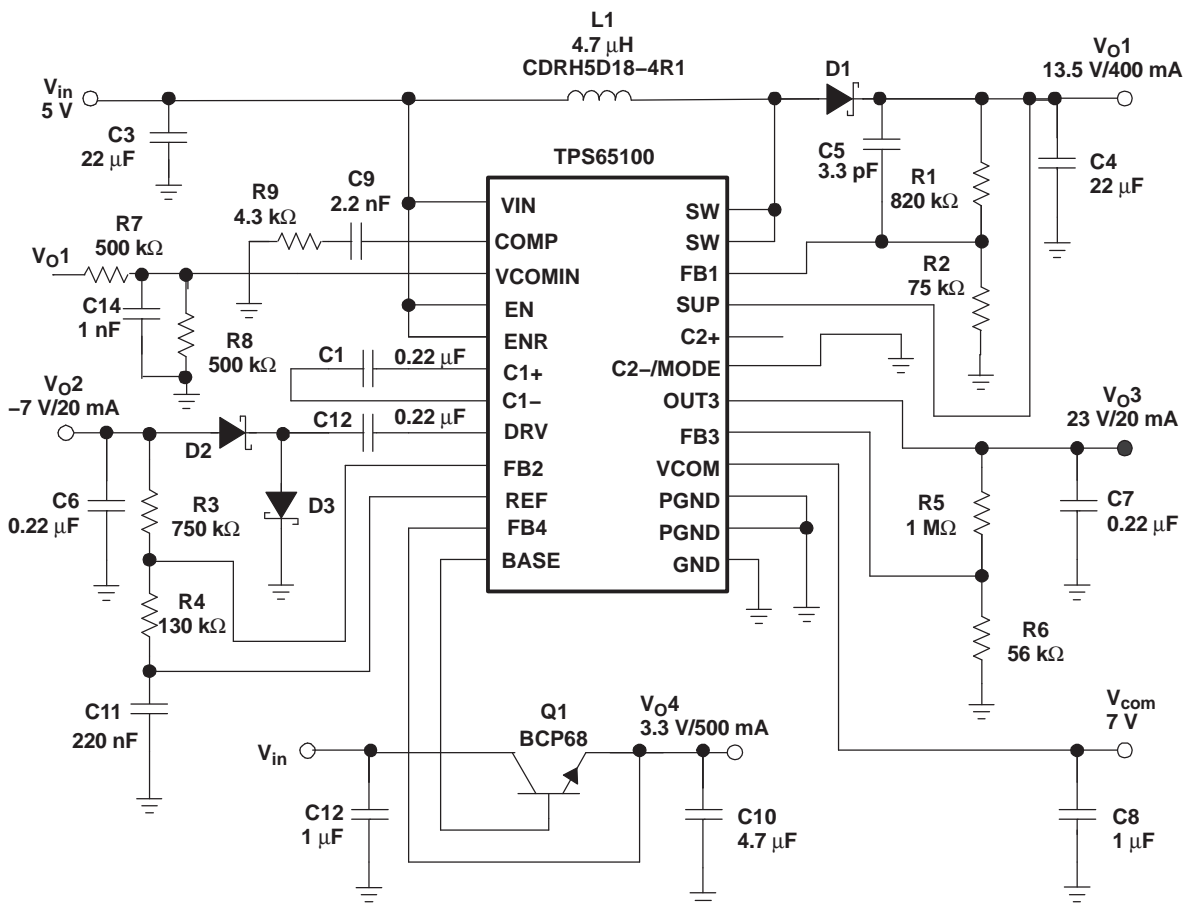 L1
4.7 μH
CDRH5D18–4R1
VO1
13.5 V/400 mA
Vin
5 V
D1
C3
22 μF
TPS65100
C5
3.3 pF
R1
820 kΩ
C4
22 μF
R9
4.3 kΩ
C9
2.2 nF
R7
500 kΩ
VO1
C14
1 nF
R8
500 kΩ
R2
75 kΩ
VIN
COMP
VCOMIN
EN
ENR
C1+
C1–
DRV
FB2
REF
FB4
BASE
SW
SW
FB1
SUP
C2+
C2–/MODE
OUT3
FB3
VCOM
PGND
PGND
GND
C1
0.22 μF
C12
0.22 μF
VO2
–7 V/20 mA
D2
D3
C6
0.22 μF
R3
750 kΩ
R4
130 kΩ
C11
220 nF
VO3
23 V/20 mA
R5
1 MΩ
C7
0.22 μF
R6
56 kΩ
Vin
Q1
BCP68
VO4
3.3 V/500 mA
C12
1 μF
C10
4.7 μF
Vcom
7 V
C8
1 μF